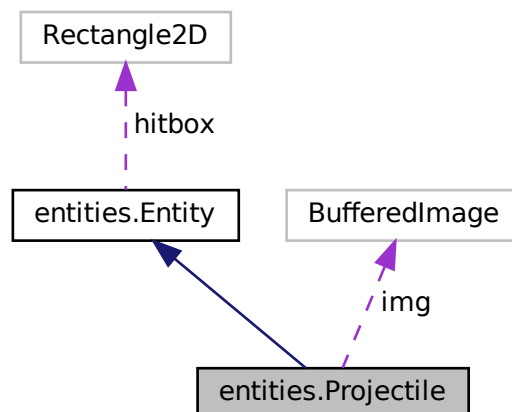 Rectangle2D
hitbox
entities.Entity
BufferedImage
img
entities.Projectile